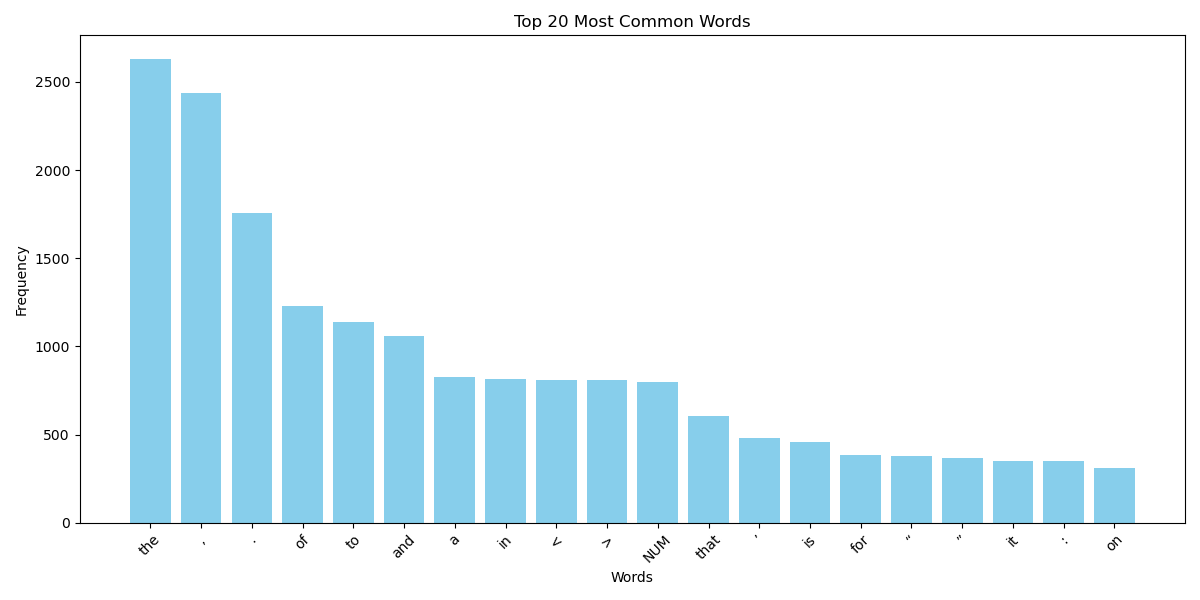 Top 20 Most Common Words
Frequency
2500
2000
1500
1000
500
0
the , . of to and a in < > NUM that ’ is for “ ” it : on
Words